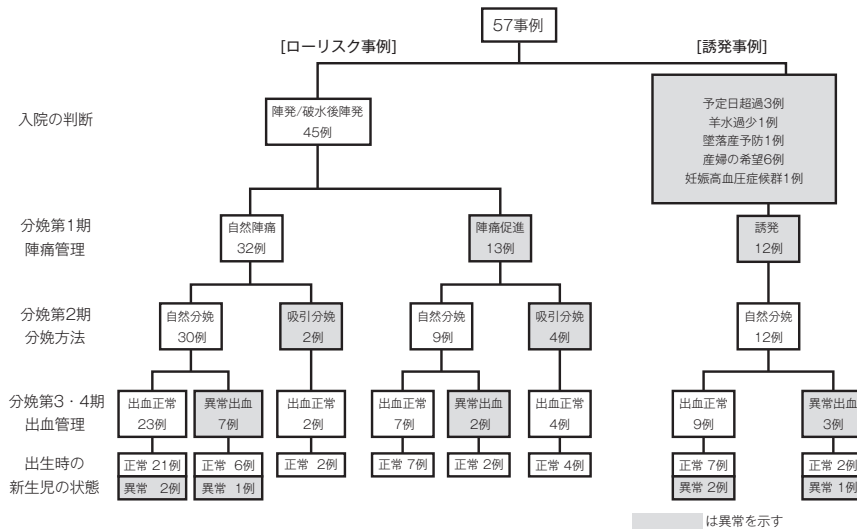 57事例
[ローリスク事例]
[誘発事例]
入院の判断
陣発/破水後陣発
45例
予定日超過3例
羊水過少1例
墜落産予防1例
産婦の希望6例
妊娠高血圧症候群1例
分娩第1期
陣痛管理
自然陣痛
32例
陣痛促進
13例
誘発
12例
分娩第2期
分娩方法
自然分娩
30例
吸引分娩
2例
自然分娩
9例
吸引分娩
4例
自然分娩
12例
分娩第3・4期
出血管理
出血正常
23例
異常出血
7例
出血正常
2例
出血正常
7例
異常出血
2例
出血正常
4例
出血正常
9例
異常出血
3例
出生時の
新生児の状態
正常 21例
異常 2例
正常 6例
異常 1例
正常 2例
正常 7例
正常 2例
正常 4例
正常 7例
異常 2例
正常 2例
異常 1例
は異常を示す